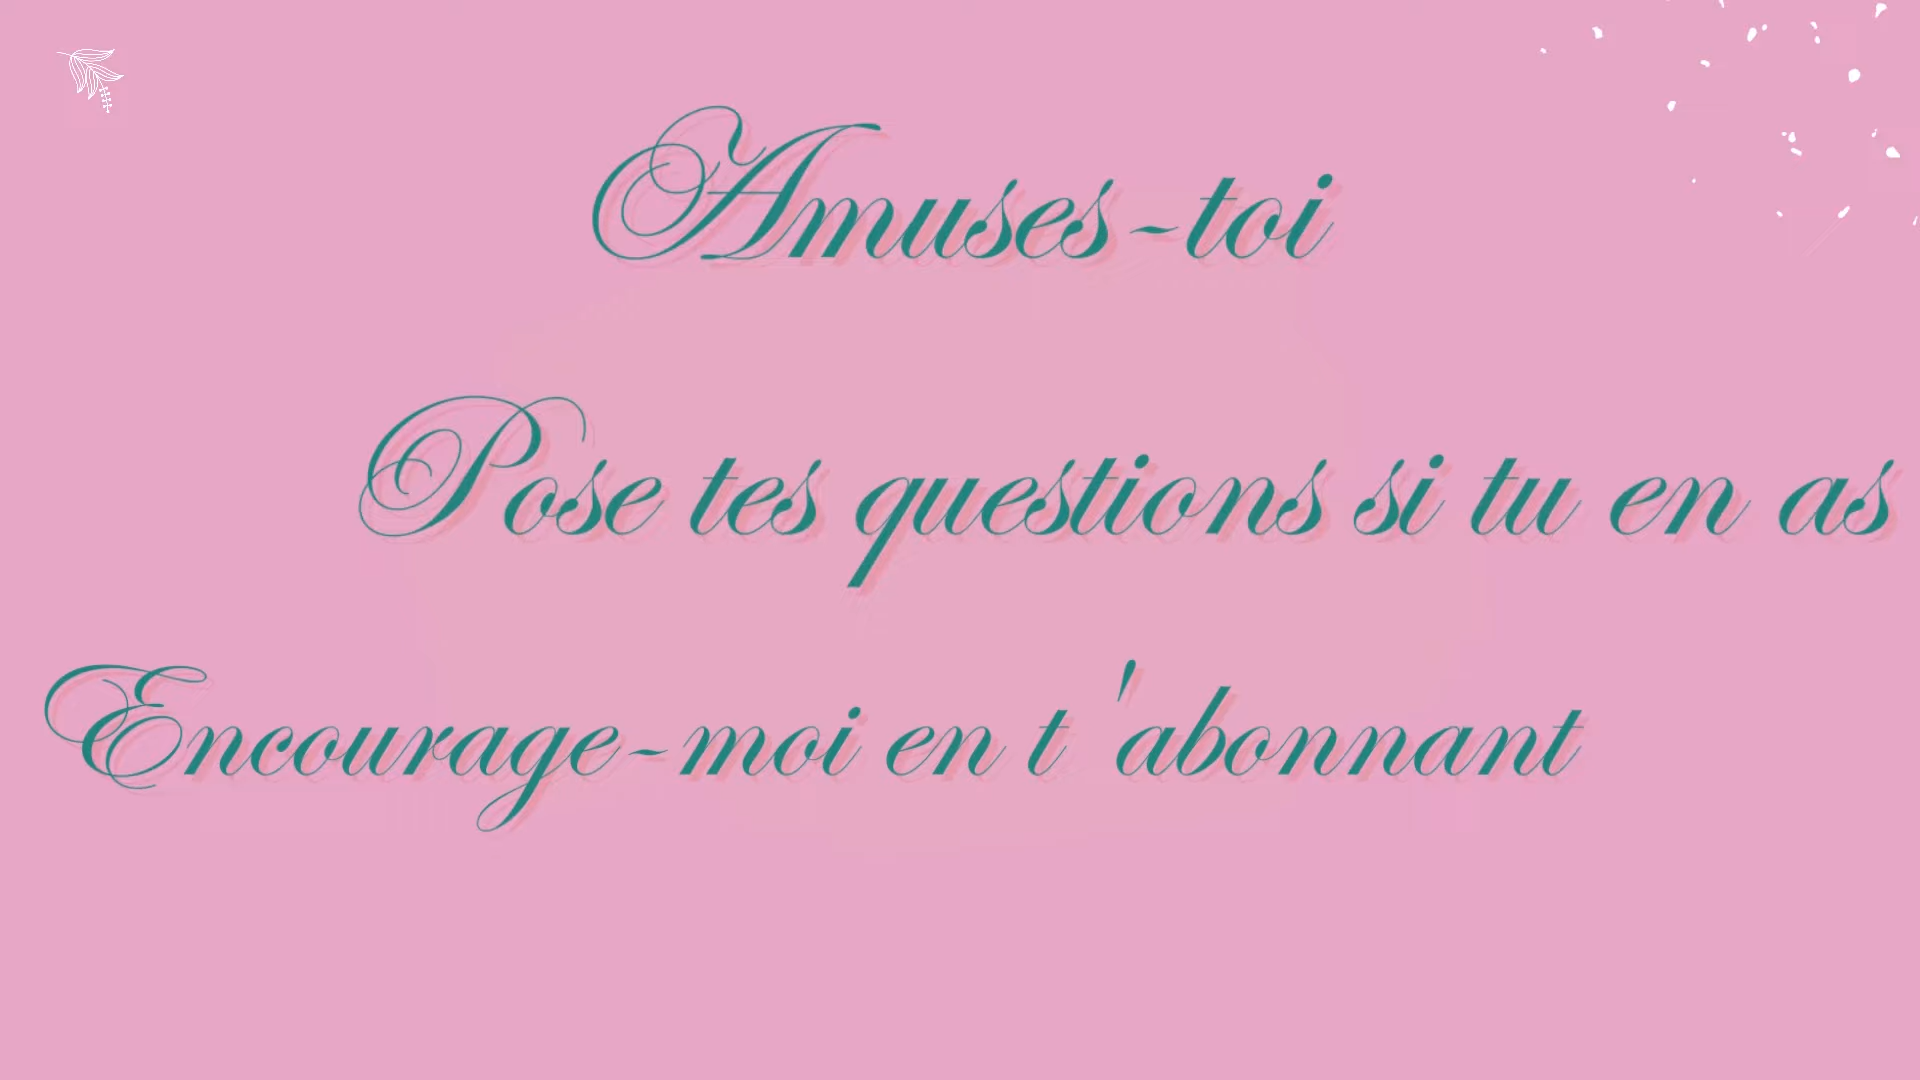 Amuses-toi
Pose tes questions si tu en as
Encourage-moi en t'abonnant